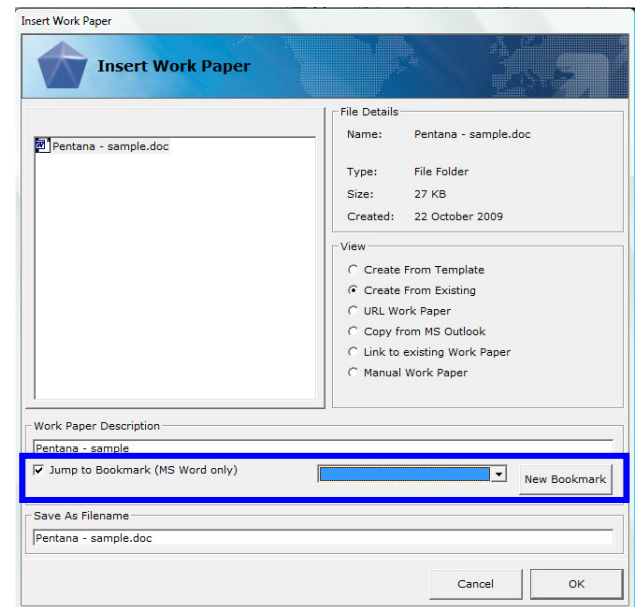 Insert Work Paper
Insert Work Paper
Pentana - sample.doc
File Details
Name: Pentana - sample.doc
Type: File Folder
Size: 27 KB
Created: 22 October 2009
View
Create From Template
Create From Existing
URL Work Paper
Copy from MS Outlook
Link to existing Work Paper
Manual Work Paper
Work Paper Description
Pentana - sample
Jump to Bookmark (MS Word only)
New Bookmark
Save As Filename
Pentana - sample.doc
Cancel OK